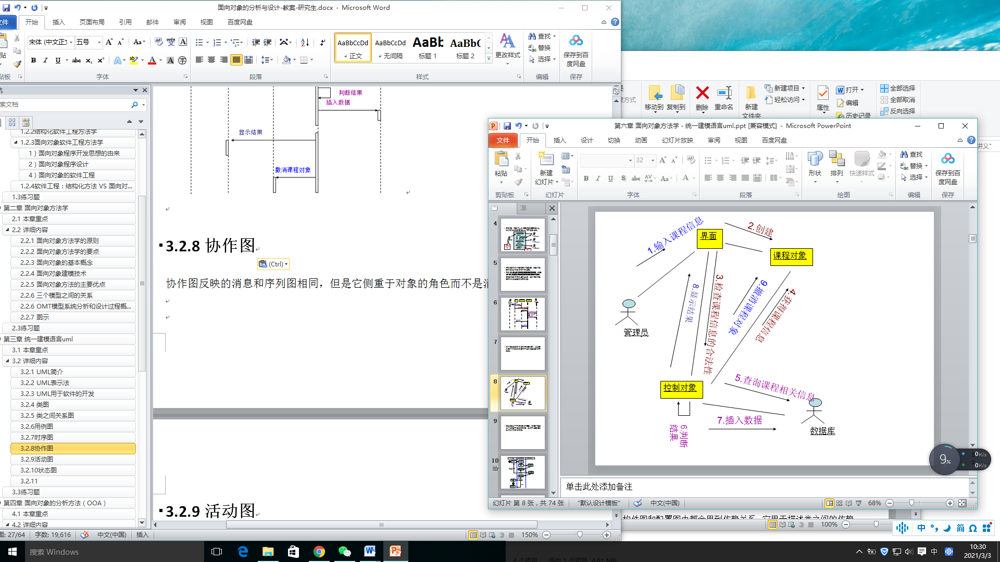 面向对象的分析与设计-教案-研究生.docx - Microsoft Word
文件
开始
插入
页面布局
引用
邮件
审阅
视图
百度网盘
宋体 (中文正
五号
AaBbCcDd
正文
AaBbCcDd
无间隔
AaBb
标题 1
AaBbC
标题 2
更改样式
查找
替换
选择
保存到百度网盘
字体
段落
样式
编辑
保存
1.2.2结构化软件工程方法学
1.2.3面向对象软件工程方法学
1）面向对象程序开发思想的由来
2）面向对象程序设计
4）面向对象的软件工程
1.2.4软件工程：结构化方法 VS 面向对...
1.3练习题
第二章 面向对象方法学
2.1 本章重点
2.2 详细内容
2.2.1 面向对象方法学的原则
2.2.2 面向对象方法学的要点
2.2.3 面向对象的基本概念
2.2.4 面向对象建模技术
2.2.5 面向对象方法的主要优点
2.2.6 三个模型之间的关系
2.2.6 OMT模型系统分析和设计过程概...
2.2.7 图示
2.3练习题
第三章 统一建模语言uml
3.1 本章重点
3.2 详细内容
3.2.1 UML简介
3.2.2 UML表示法
3.2.3 UML用于软件的开发
3.2.4 类图
3.2.5 类之间关系图
3.2.6用例图
3.2.7时序图
3.2.8协作图
3.2.9活动图
3.2.10状态图
3.2.11
3.3练习题
第四章 面向对象的分析方法（OOA）
4.1 本章重点
4.2 详细内容
判断结果
插入数据
显示结果
撤消课程对象
3.2.8 协作图
(Ctrl)
协作图反映的消息和序列图相同，但是它侧重于对象的角色而不是
3.2.9 活动图
面: 27/64
字数: 19,616
中文(中国)
插入
150%
移动到
复制到
删除
重命名
新建
文件夹
新建项目
轻松访问
属性
打开
编辑
历史记录
全部选择
全部取消
反向选择
第六章 面向对象方法学 - 统一建模语言uml.ppt [兼容模式] - Microsoft PowerPoint
文件
开始
插入
设计
切换
动画
幻灯片放映
审阅
视图
百度网盘
粘贴
新建
幻灯片
32
形状
排列
快速样式
查找
替换
选择
保存到百度网盘
剪贴板
幻灯片
字体
段落
绘图
编辑
保存
4
5
6
7
8
9
10
1.输入课程信息
界面
2.创建
课程对象
3.检查课程信息的合法性
8.显示结果
9.撤消课程对象
4.获得课程信息
管理员
控制对象
5.查询课程相关信息
7.插入数据
6.判断结果
数据库
单击此处添加备注
幻灯片 第 8 张，共 74 张
"默认设计模板"
中文(中国)
68%
9%
0K/s
0K/s
100%
中
简
搜索 Windows
中
10:30
2021/3/3